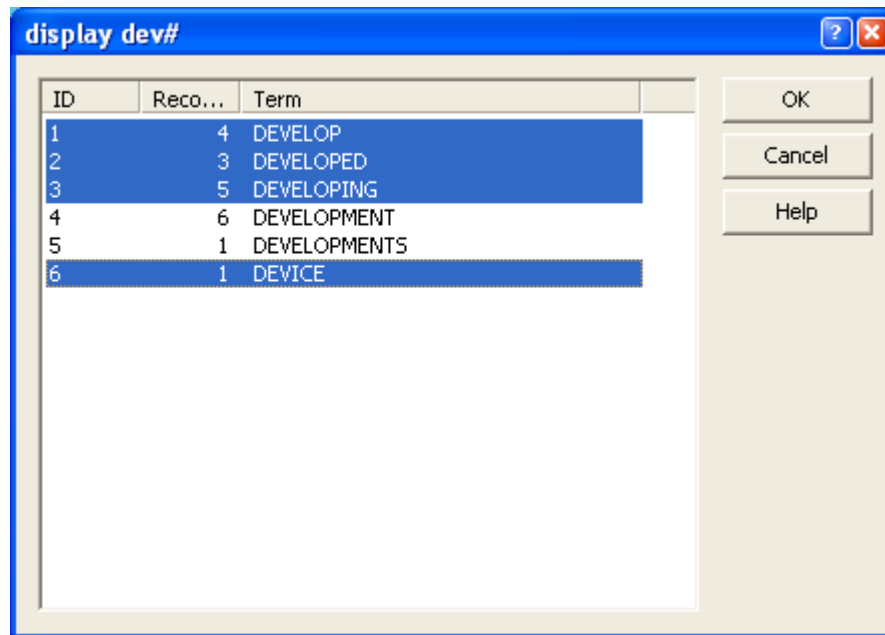 display dev#
ID Reco... Term
1 4 DEVELOP
2 3 DEVELOPED
3 5 DEVELOPING
4 6 DEVELOPMENT
5 1 DEVELOPMENTS
6 1 DEVICE
OK
Cancel
Help